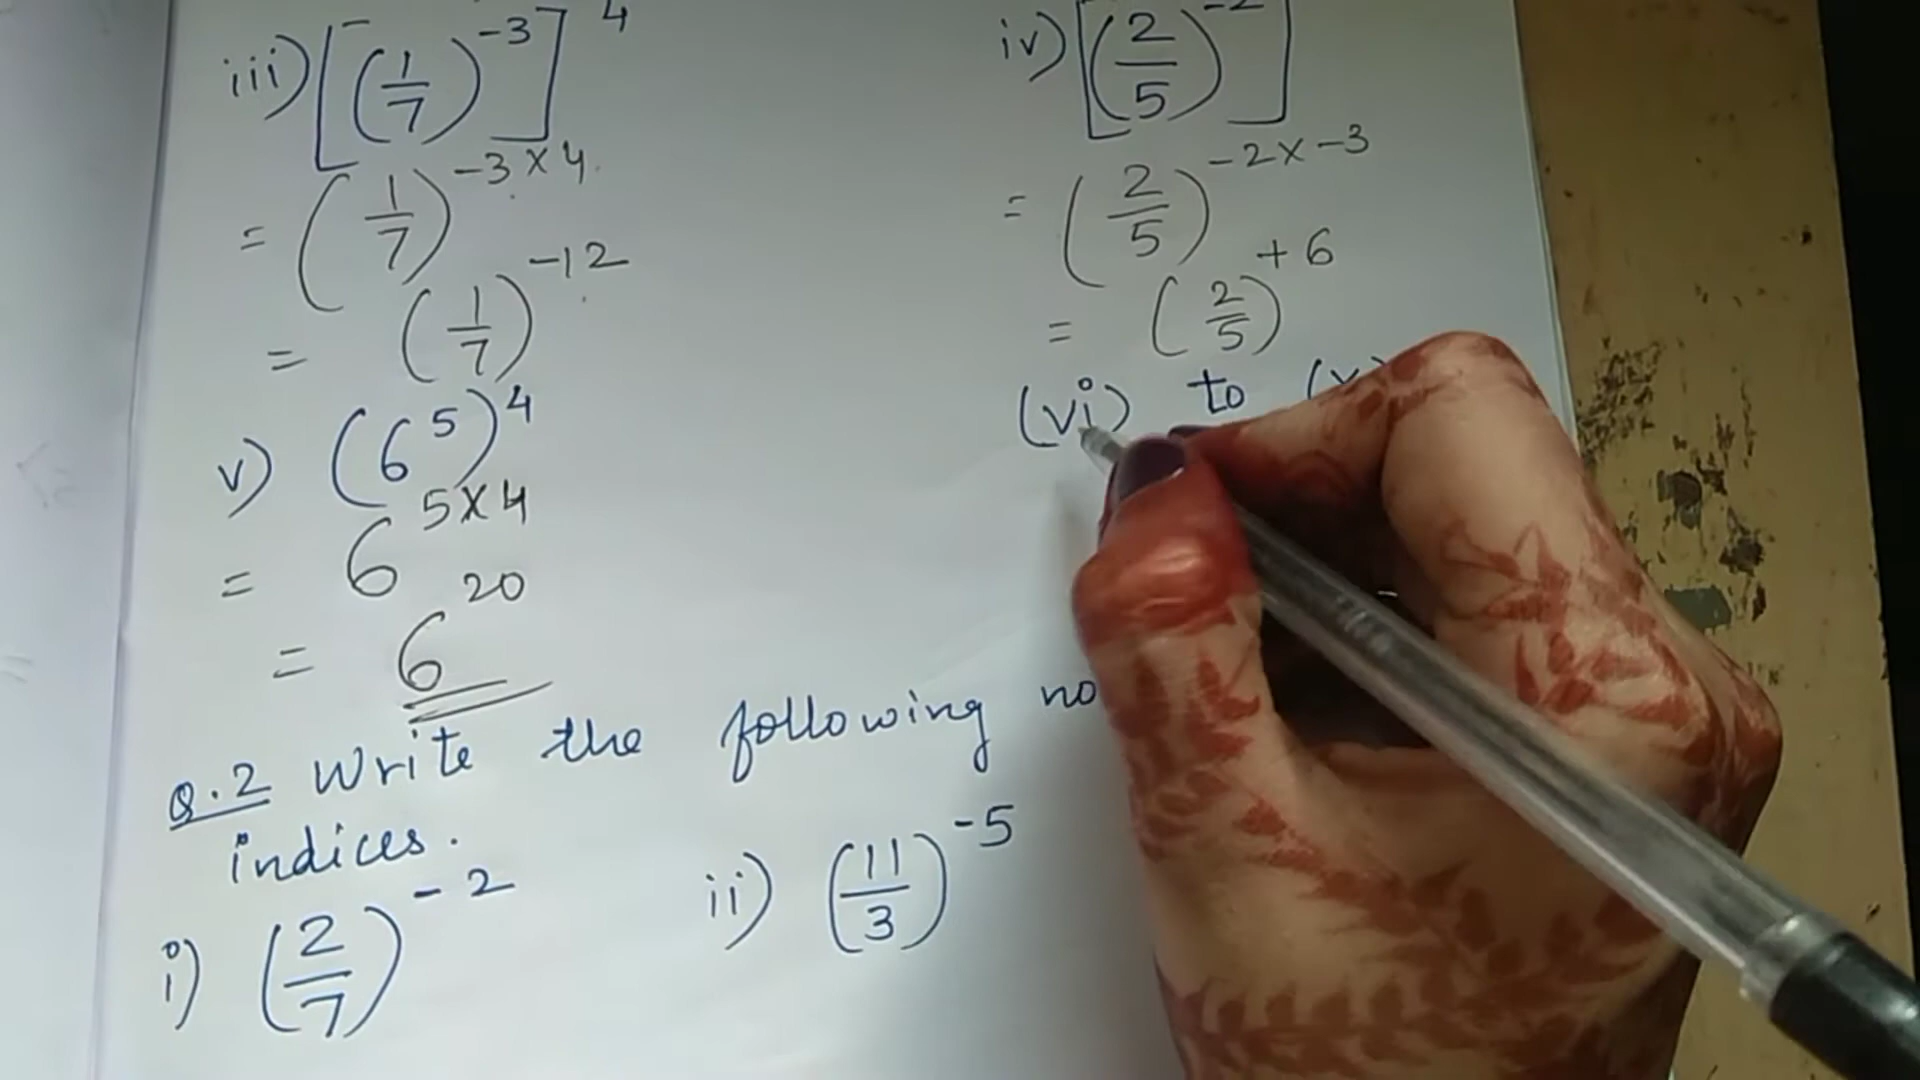 iii) [(1/7)^-3]^4
= (1/7)^-3×4
= (1/7)^-12
v) (6^5)^4
= 6^5×4
= 6^20
iv) [(2/5)^-2]
= (2/5)^-2×-3
= (2/5)^+6
(vi) to
Q.2 Write the following
indices.
i) (2/7)^-2
ii) (11/3)^-5